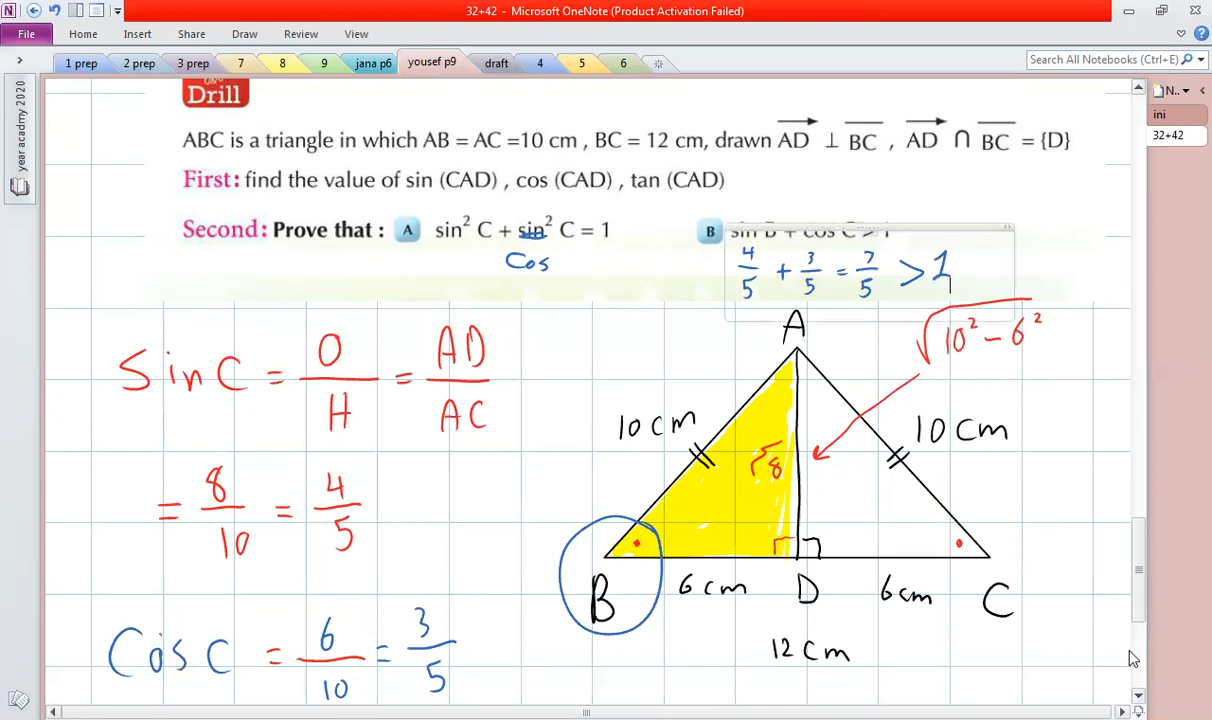 32+42 - Microsoft OneNote (Product Activation Failed)
File Home Insert Share Draw Review View
1 prep 2 prep 3 prep 7 8 9 jana p6 yousef p9 draft 4 5 6
Search All Notebooks (Ctrl+E)
N..
ini
32+42
year acadmy 2020
Drill
ABC is a triangle in which AB = AC =10 cm , BC = 12 cm, drawn AD ⊥ BC , AD ∩ BC = {D}
First: find the value of sin (CAD) , cos (CAD) , tan (CAD)
Second: Prove that : A sin² C + sin² C = 1
B sin B + cos C > 1
Cos
4/5 + 3/5 = 7/5 > 1
Sin C = O/H = AD/AC
= 8/10 = 4/5
Cos C = 6/10 = 3/5
A
√10² − 6²
10 cm
10 cm
8
B
6 cm
D
6 cm
C
12 cm